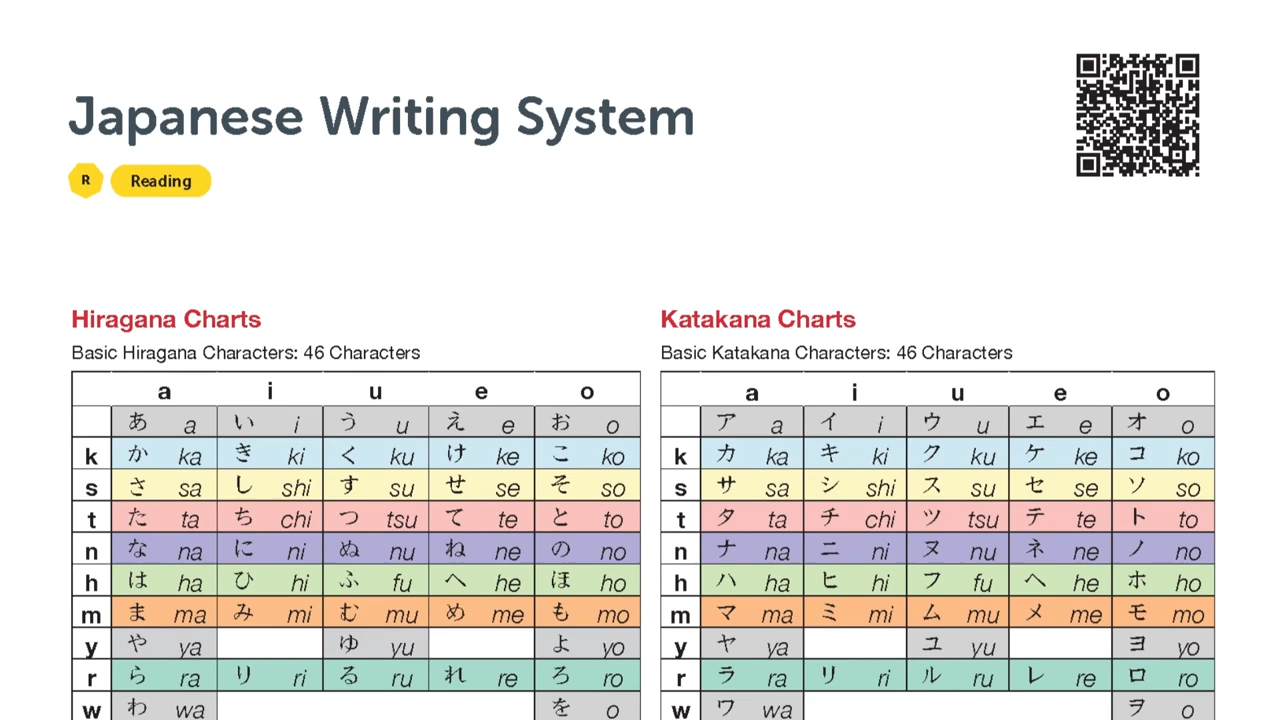 Japanese Writing System
R Reading
Hiragana Charts
Basic Hiragana Characters: 46 Characters
a i u e o
あ a い i う u え e お o
k か ka き ki く ku け ke こ ko
s さ sa し shi す su せ se そ so
t た ta ち chi つ tsu て te と to
n な na に ni ぬ nu ね ne の no
h は ha ひ hi ふ fu へ he ほ ho
m ま ma み mi む mu め me も mo
y や ya ゆ yu よ yo
r ら ra り ri る ru れ re ろ ro
w わ wa を o
Katakana Charts
Basic Katakana Characters: 46 Characters
a i u e o
ア a イ i ウ u エ e オ o
k カ ka キ ki ク ku ケ ke コ ko
s サ sa シ shi ス su セ se ソ so
t タ ta チ chi ツ tsu テ te ト to
n ナ na ニ ni ヌ nu ネ ne ノ no
h ハ ha ヒ hi フ fu ヘ he ホ ho
m マ ma ミ mi ム mu メ me モ mo
y ヤ ya ユ yu ヨ yo
r ラ ra リ ri ル ru レ re ロ ro
w ワ wa ヲ o